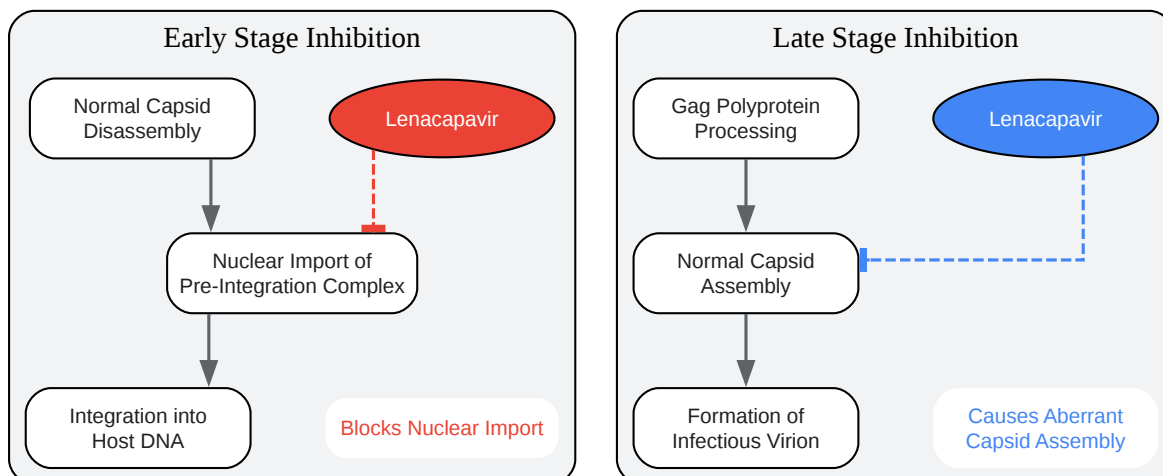 Early Stage Inhibition
Normal Capsid
Disassembly
Lenacapavir
Nuclear Import of
Pre-Integration Complex
Integration into
Host DNA
Blocks Nuclear Import
Late Stage Inhibition
Gag Polyprotein
Processing
Lenacapavir
Normal Capsid
Assembly
Formation of
Infectious Virion
Causes Aberrant
Capsid Assembly